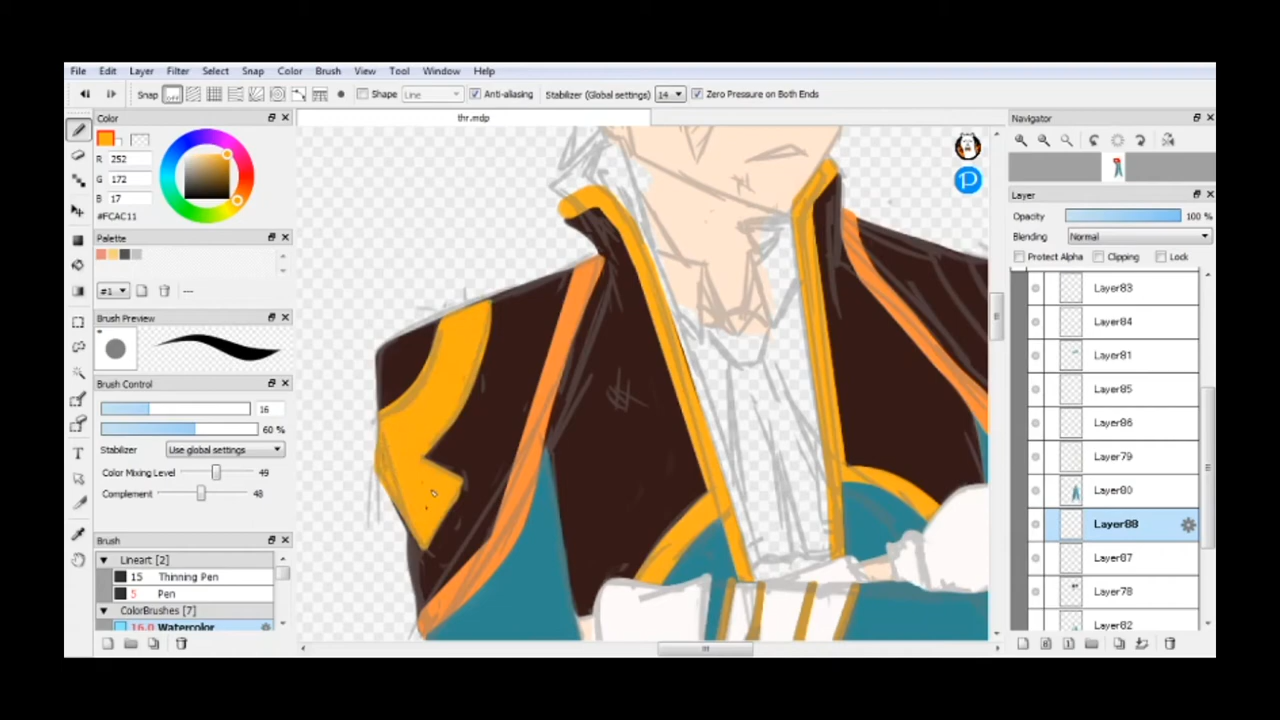 File Edit Layer Filter Select Snap Color Brush View Tool Window Help
Snap off Shape Line Anti-aliasing Stabilizer (Global settings) 14 Zero Pressure on Both Ends
Color
R 252
G 172
B 17
#FCAC11
Palette
#1 ---
Brush Preview
Brush Control
16
60 %
Stabilizer Use global settings
Color Mixing Level 49
Complement 48
Brush
Lineart [2]
15 Thinning Pen
5 Pen
ColorBrushes [7]
16.0 Watercolor
thr.mdp
P
Navigator
Layer
Opacity 100 %
Blending Normal
Protect Alpha Clipping Lock
Layer83
Layer84
Layer81
Layer85
Layer86
Layer79
Layer80
Layer88
Layer87
Layer78
Layer82